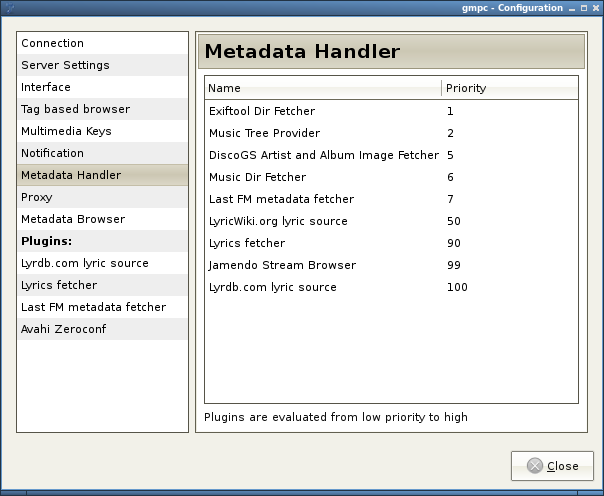 gmpc - Configuration
Connection
Server Settings
Interface
Tag based browser
Multimedia Keys
Notification
Metadata Handler
Proxy
Metadata Browser
Plugins:
Lyrdb.com lyric source
Lyrics fetcher
Last FM metadata fetcher
Avahi Zeroconf
Metadata Handler
Name Priority
Exiftool Dir Fetcher 1
Music Tree Provider 2
DiscoGS Artist and Album Image Fetcher 5
Music Dir Fetcher 6
Last FM metadata fetcher 7
LyricWiki.org lyric source 50
Lyrics fetcher 90
Jamendo Stream Browser 99
Lyrdb.com lyric source 100
Plugins are evaluated from low priority to high
Close